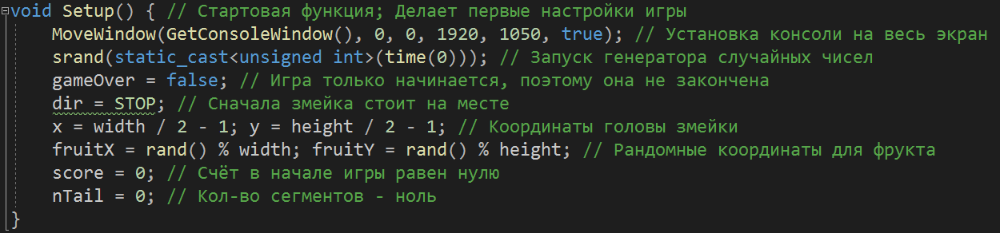 void Setup() { // Стартовая функция; Делает первые настройки игры
    MoveWindow(GetConsoleWindow(), 0, 0, 1920, 1050, true); // Установка консоли на весь экран
    srand(static_cast<unsigned int>(time(0))); // Запуск генератора случайных чисел
    gameOver = false; // Игра только начинается, поэтому она не закончена
    dir = STOP; // Сначала змейка стоит на месте
    x = width / 2 - 1; y = height / 2 - 1; // Координаты головы змейки
    fruitX = rand() % width; fruitY = rand() % height; // Рандомные координаты для фрукта
    score = 0; // Счёт в начале игры равен нулю
    nTail = 0; // Кол-во сегментов - ноль
}